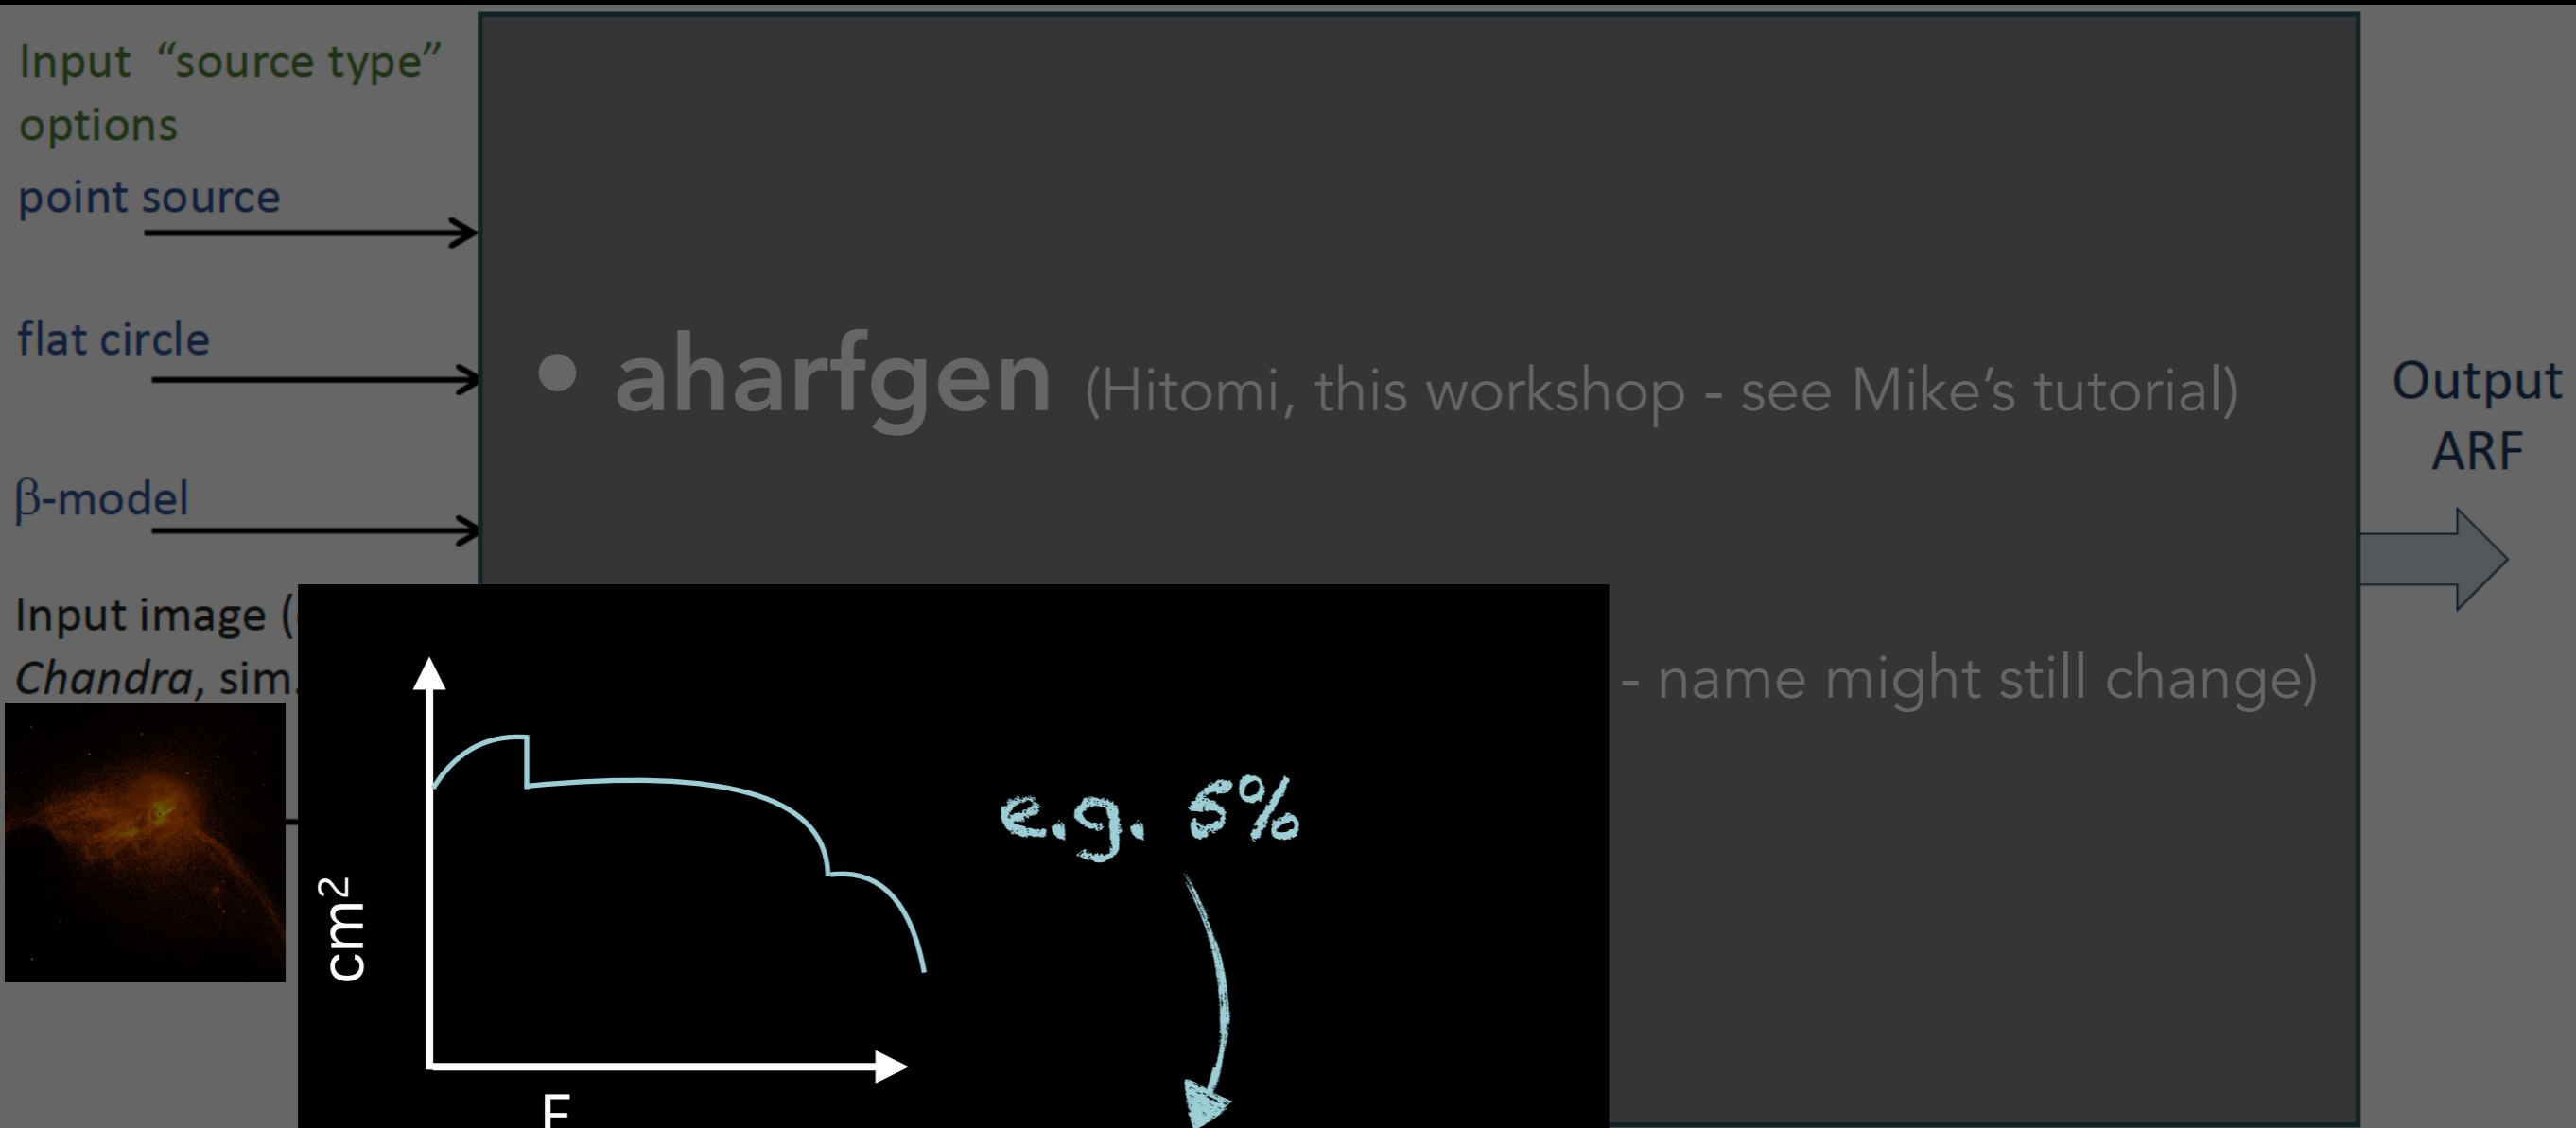 Input “source type”
options
point source
flat circle
β-model
Input image (
Chandra, sim.
• aharfgen (Hitomi, this workshop - see Mike’s tutorial)
- name might still change)
Output
ARF
cm²
e.g. 5%